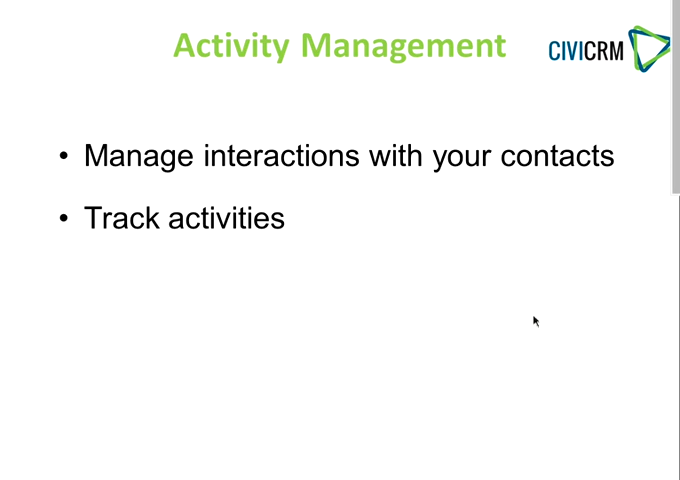 Activity Management
CIVICRM
• Manage interactions with your contacts
• Track activities